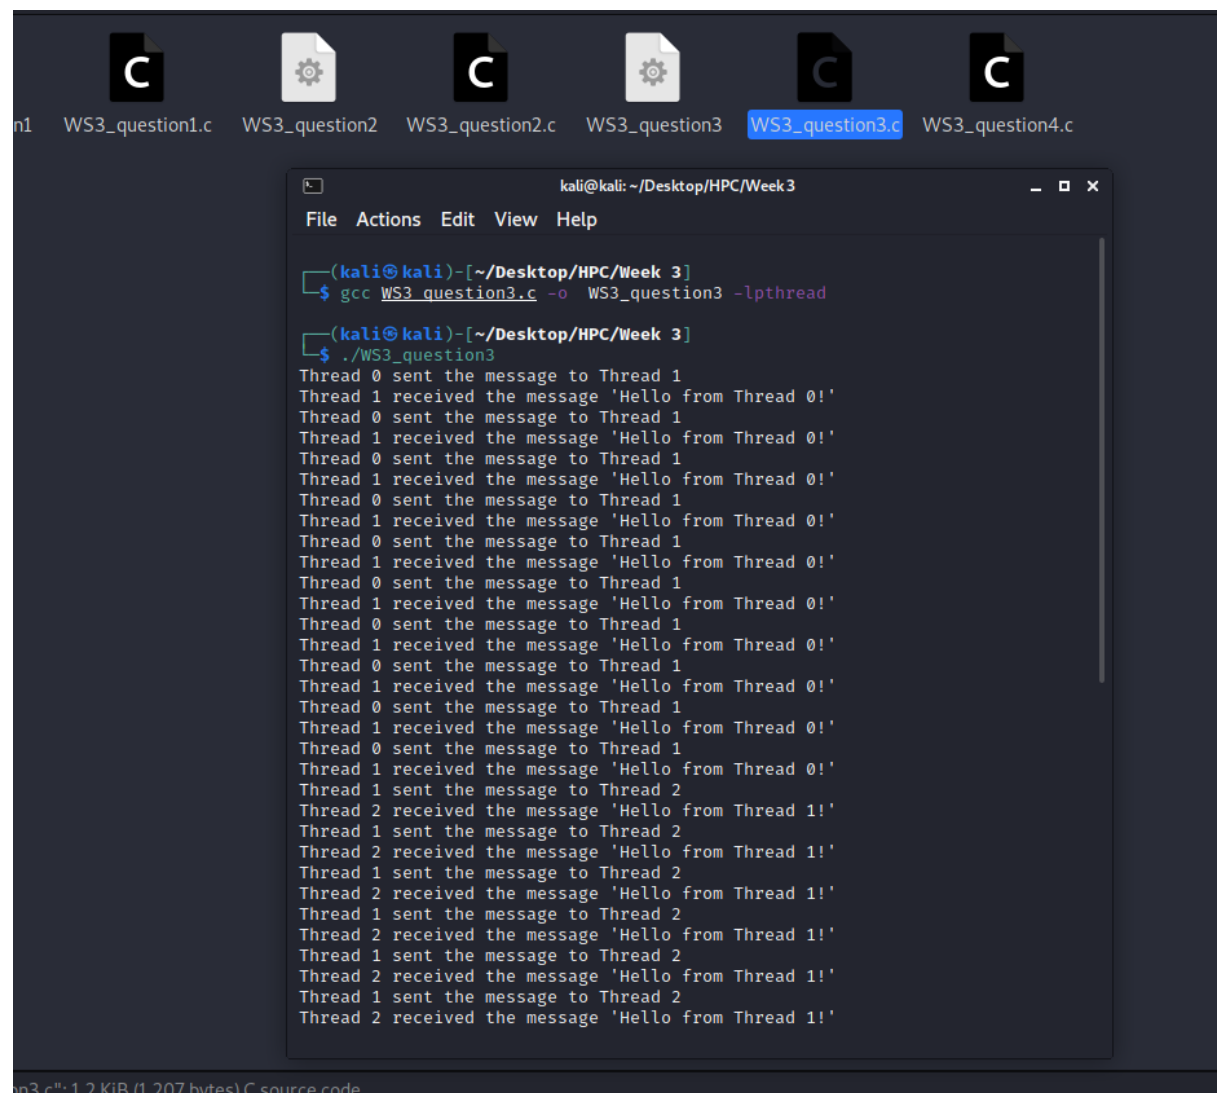 n1 WS3_question1.c WS3_question2 WS3_question2.c WS3_question3 WS3_question3.c WS3_question4.c
kali@kali: ~/Desktop/HPC/Week 3
File Actions Edit View Help
┌──(kali㉿kali)-[~/Desktop/HPC/Week 3]
└─$ gcc WS3_question3.c -o  WS3_question3 -lpthread
┌──(kali㉿kali)-[~/Desktop/HPC/Week 3]
└─$ ./WS3_question3
Thread 0 sent the message to Thread 1
Thread 1 received the message 'Hello from Thread 0!'
Thread 0 sent the message to Thread 1
Thread 1 received the message 'Hello from Thread 0!'
Thread 0 sent the message to Thread 1
Thread 1 received the message 'Hello from Thread 0!'
Thread 0 sent the message to Thread 1
Thread 1 received the message 'Hello from Thread 0!'
Thread 0 sent the message to Thread 1
Thread 1 received the message 'Hello from Thread 0!'
Thread 0 sent the message to Thread 1
Thread 1 received the message 'Hello from Thread 0!'
Thread 0 sent the message to Thread 1
Thread 1 received the message 'Hello from Thread 0!'
Thread 0 sent the message to Thread 1
Thread 1 received the message 'Hello from Thread 0!'
Thread 0 sent the message to Thread 1
Thread 1 received the message 'Hello from Thread 0!'
Thread 0 sent the message to Thread 1
Thread 1 received the message 'Hello from Thread 0!'
Thread 1 sent the message to Thread 2
Thread 2 received the message 'Hello from Thread 1!'
Thread 1 sent the message to Thread 2
Thread 2 received the message 'Hello from Thread 1!'
Thread 1 sent the message to Thread 2
Thread 2 received the message 'Hello from Thread 1!'
Thread 1 sent the message to Thread 2
Thread 2 received the message 'Hello from Thread 1!'
Thread 1 sent the message to Thread 2
Thread 2 received the message 'Hello from Thread 1!'
Thread 1 sent the message to Thread 2
Thread 2 received the message 'Hello from Thread 1!'
on3.c": 1.2 KiB (1,207 bytes) C source code